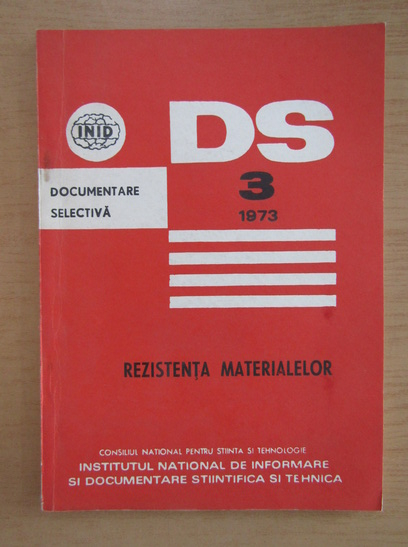 INID
DS
3
1973
DOCUMENTARE
SELECTIVĂ
REZISTENȚA MATERIALELOR
CONSILIUL NATIONAL PENTRU STIINTA SI TEHNOLOGIE
INSTITUTUL NATIONAL DE INFORMARE
SI DOCUMENTARE STIINTIFICA SI TEHNICA